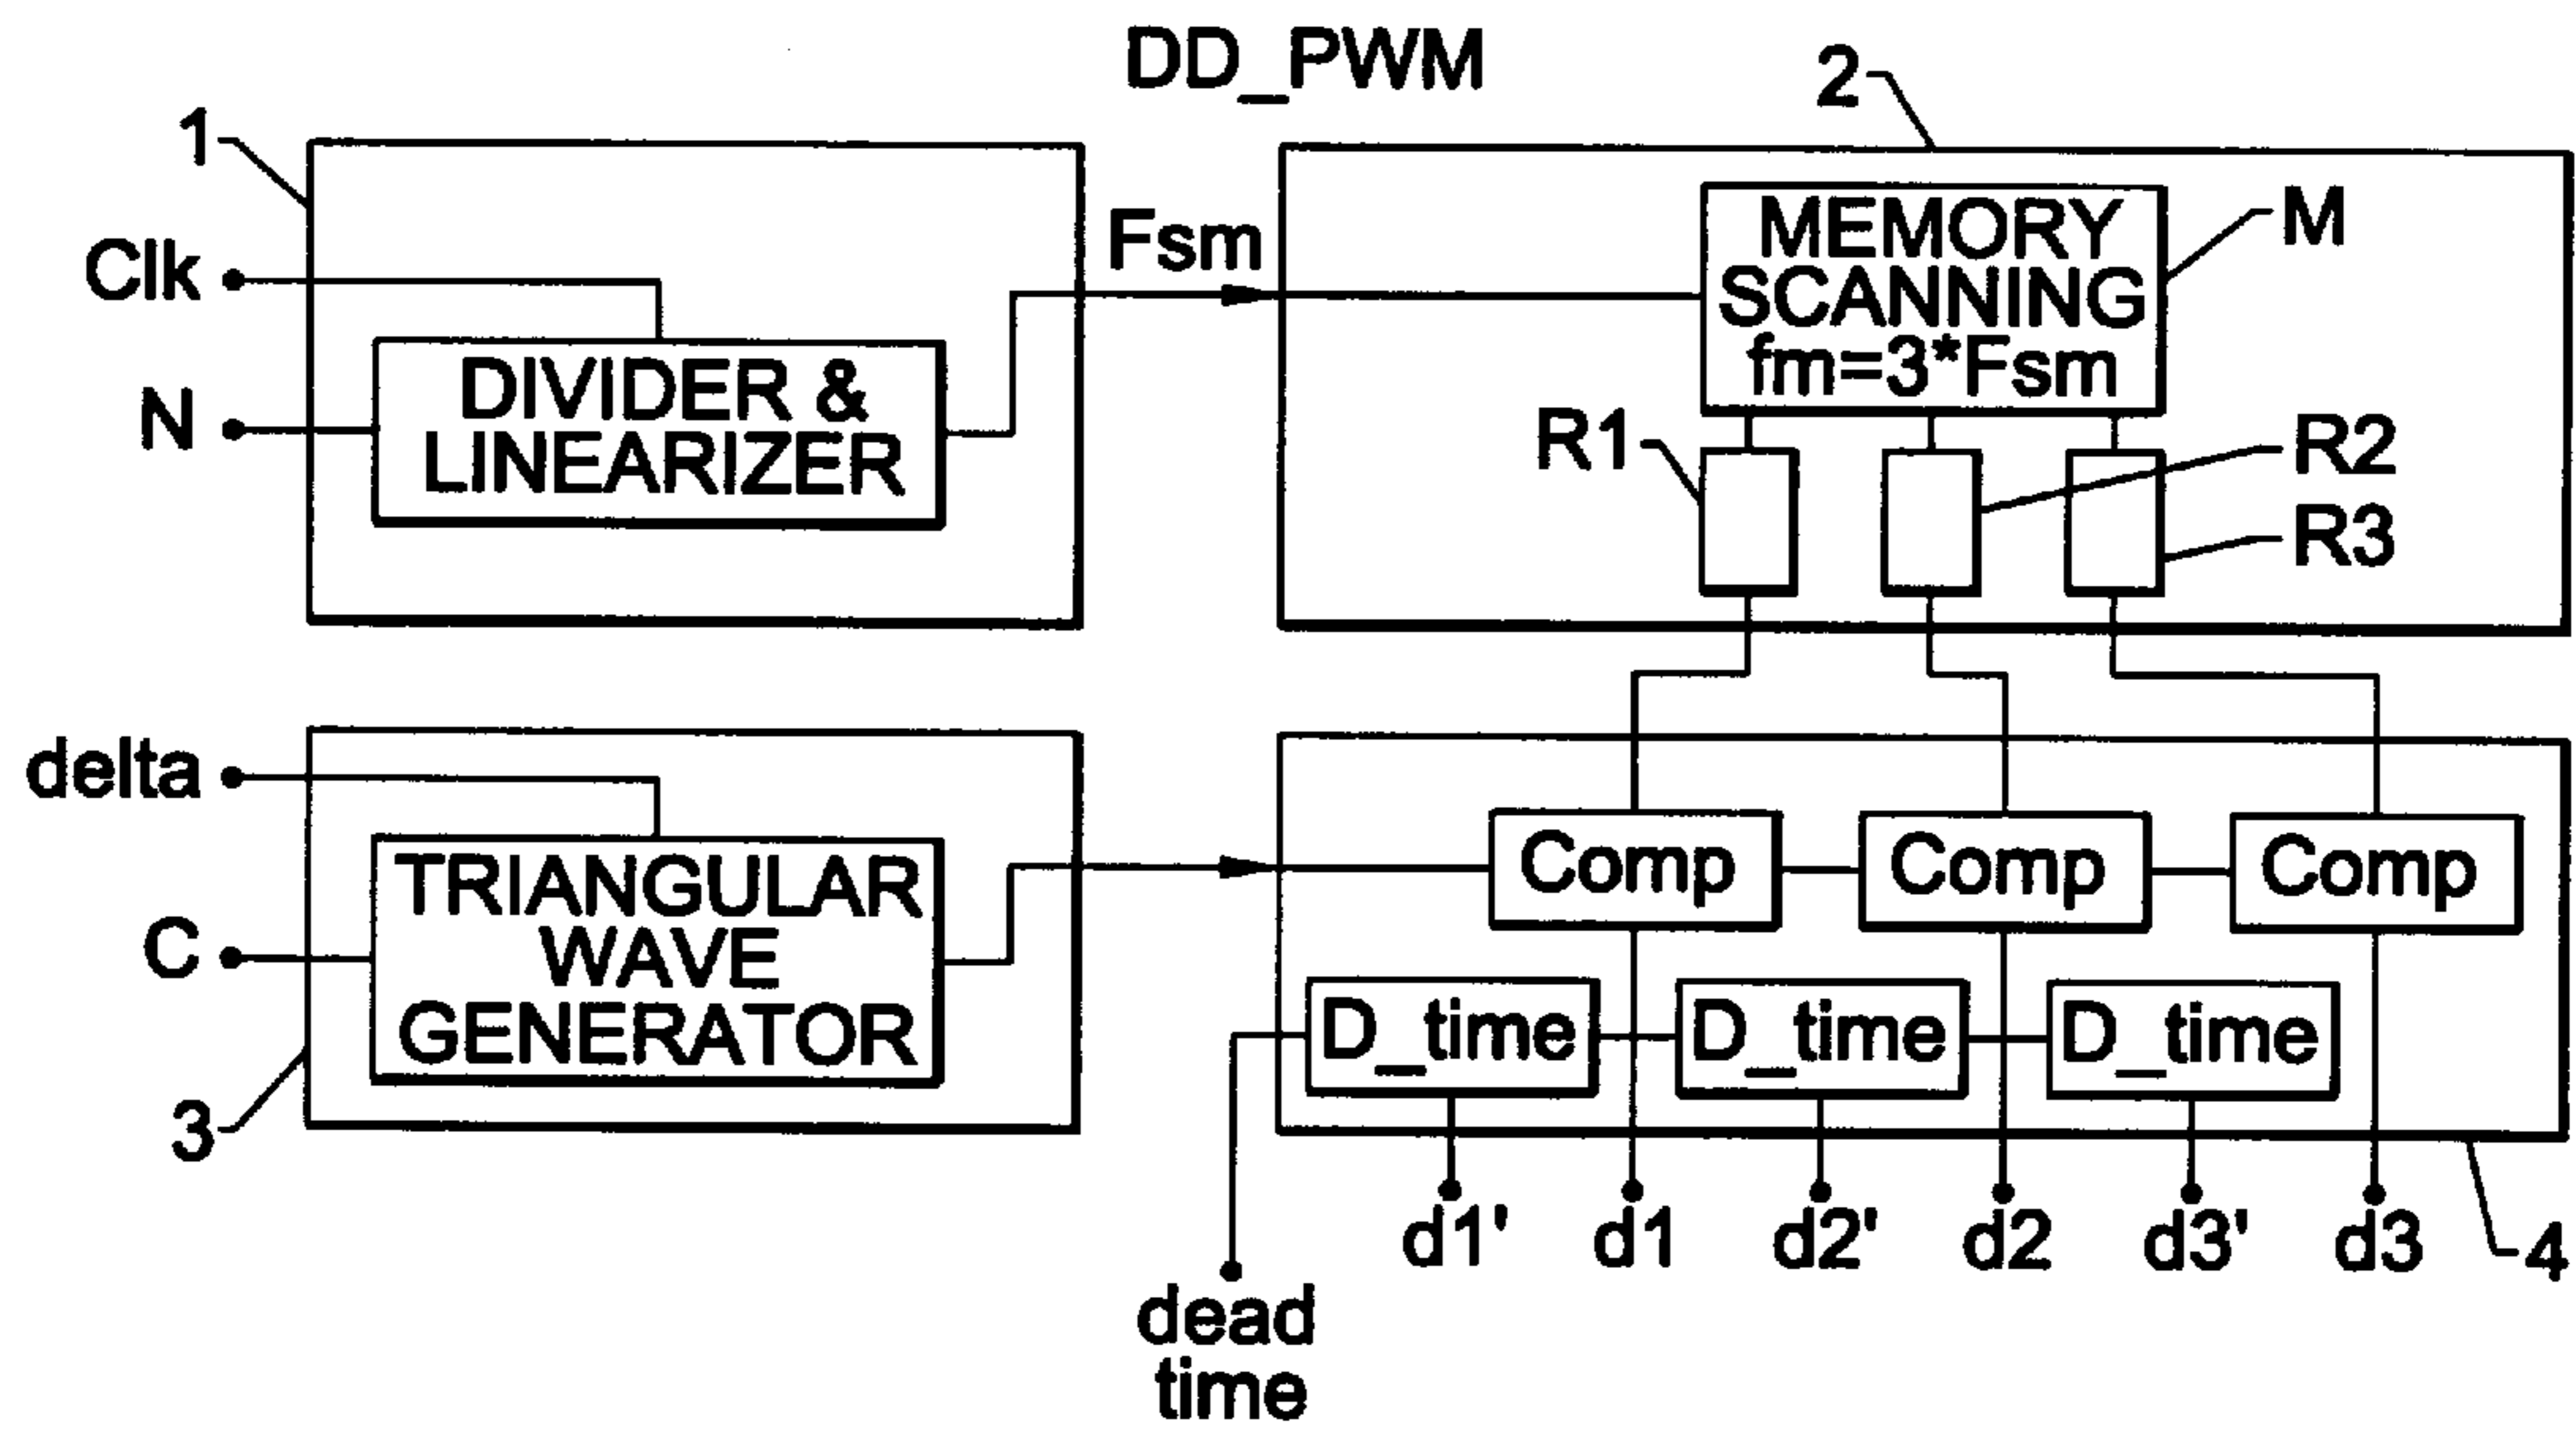 DD_PWM
1
2
Clk
N
DIVIDER &
LINEARIZER
Fsm
MEMORY
SCANNING
fm=3*Fsm
M
R1
R2
R3
delta
C
TRIANGULAR
WAVE
GENERATOR
3
Comp
Comp
Comp
D_time
D_time
D_time
d1'
d1
d2'
d2
d3'
d3
4
dead
time